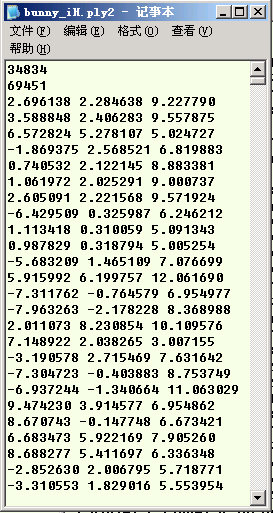 bunny_iH.ply2 - 记事本
文件(F) 编辑(E) 格式(O) 查看(V)
帮助(H)
34834
69451
2.696138 2.284638 9.227790
3.588848 2.406283 9.557875
6.572824 5.278107 5.024727
-1.869375 2.568521 6.819883
0.740532 2.122145 8.883381
1.061972 2.025291 9.000737
2.605091 2.221568 9.571924
-6.429509 0.325987 6.246212
1.113418 0.310059 5.091343
0.987829 0.318794 5.005254
-5.683209 1.465109 7.076699
5.915992 6.199757 12.061690
-7.311762 -0.764579 6.954977
-7.963263 -2.178228 8.368988
2.011073 8.230854 10.109576
7.148922 2.038265 3.007155
-3.190578 2.715469 7.631642
-7.304723 -0.403883 8.753749
-6.937244 -1.340664 11.063029
9.474230 3.914577 6.954862
8.670743 -0.147748 6.673421
6.683473 5.922169 7.905260
8.688277 5.411697 6.336348
-2.852630 2.006795 5.718771
-3.310553 1.829016 5.553954